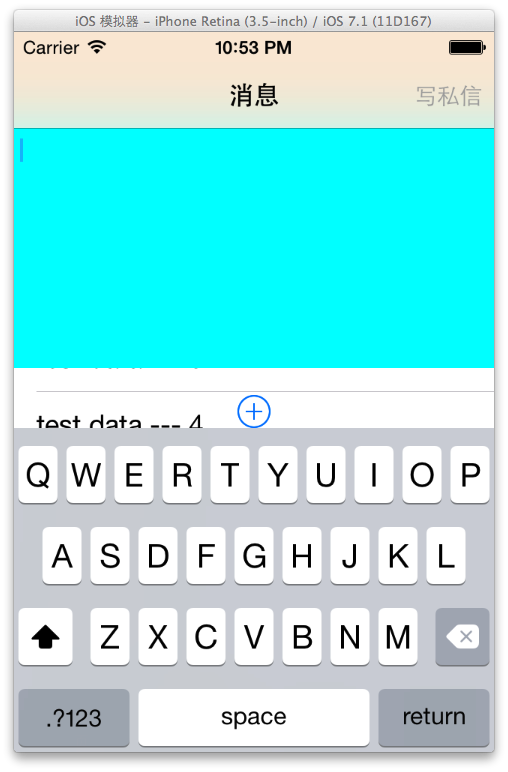 iOS 模拟器 - iPhone Retina (3.5-inch) / iOS 7.1 (11D167)
Carrier 10:53 PM
消息 写私信
test data --- 4
Q W E R T Y U I O P
A S D F G H J K L
Z X C V B N M
.?123 space return